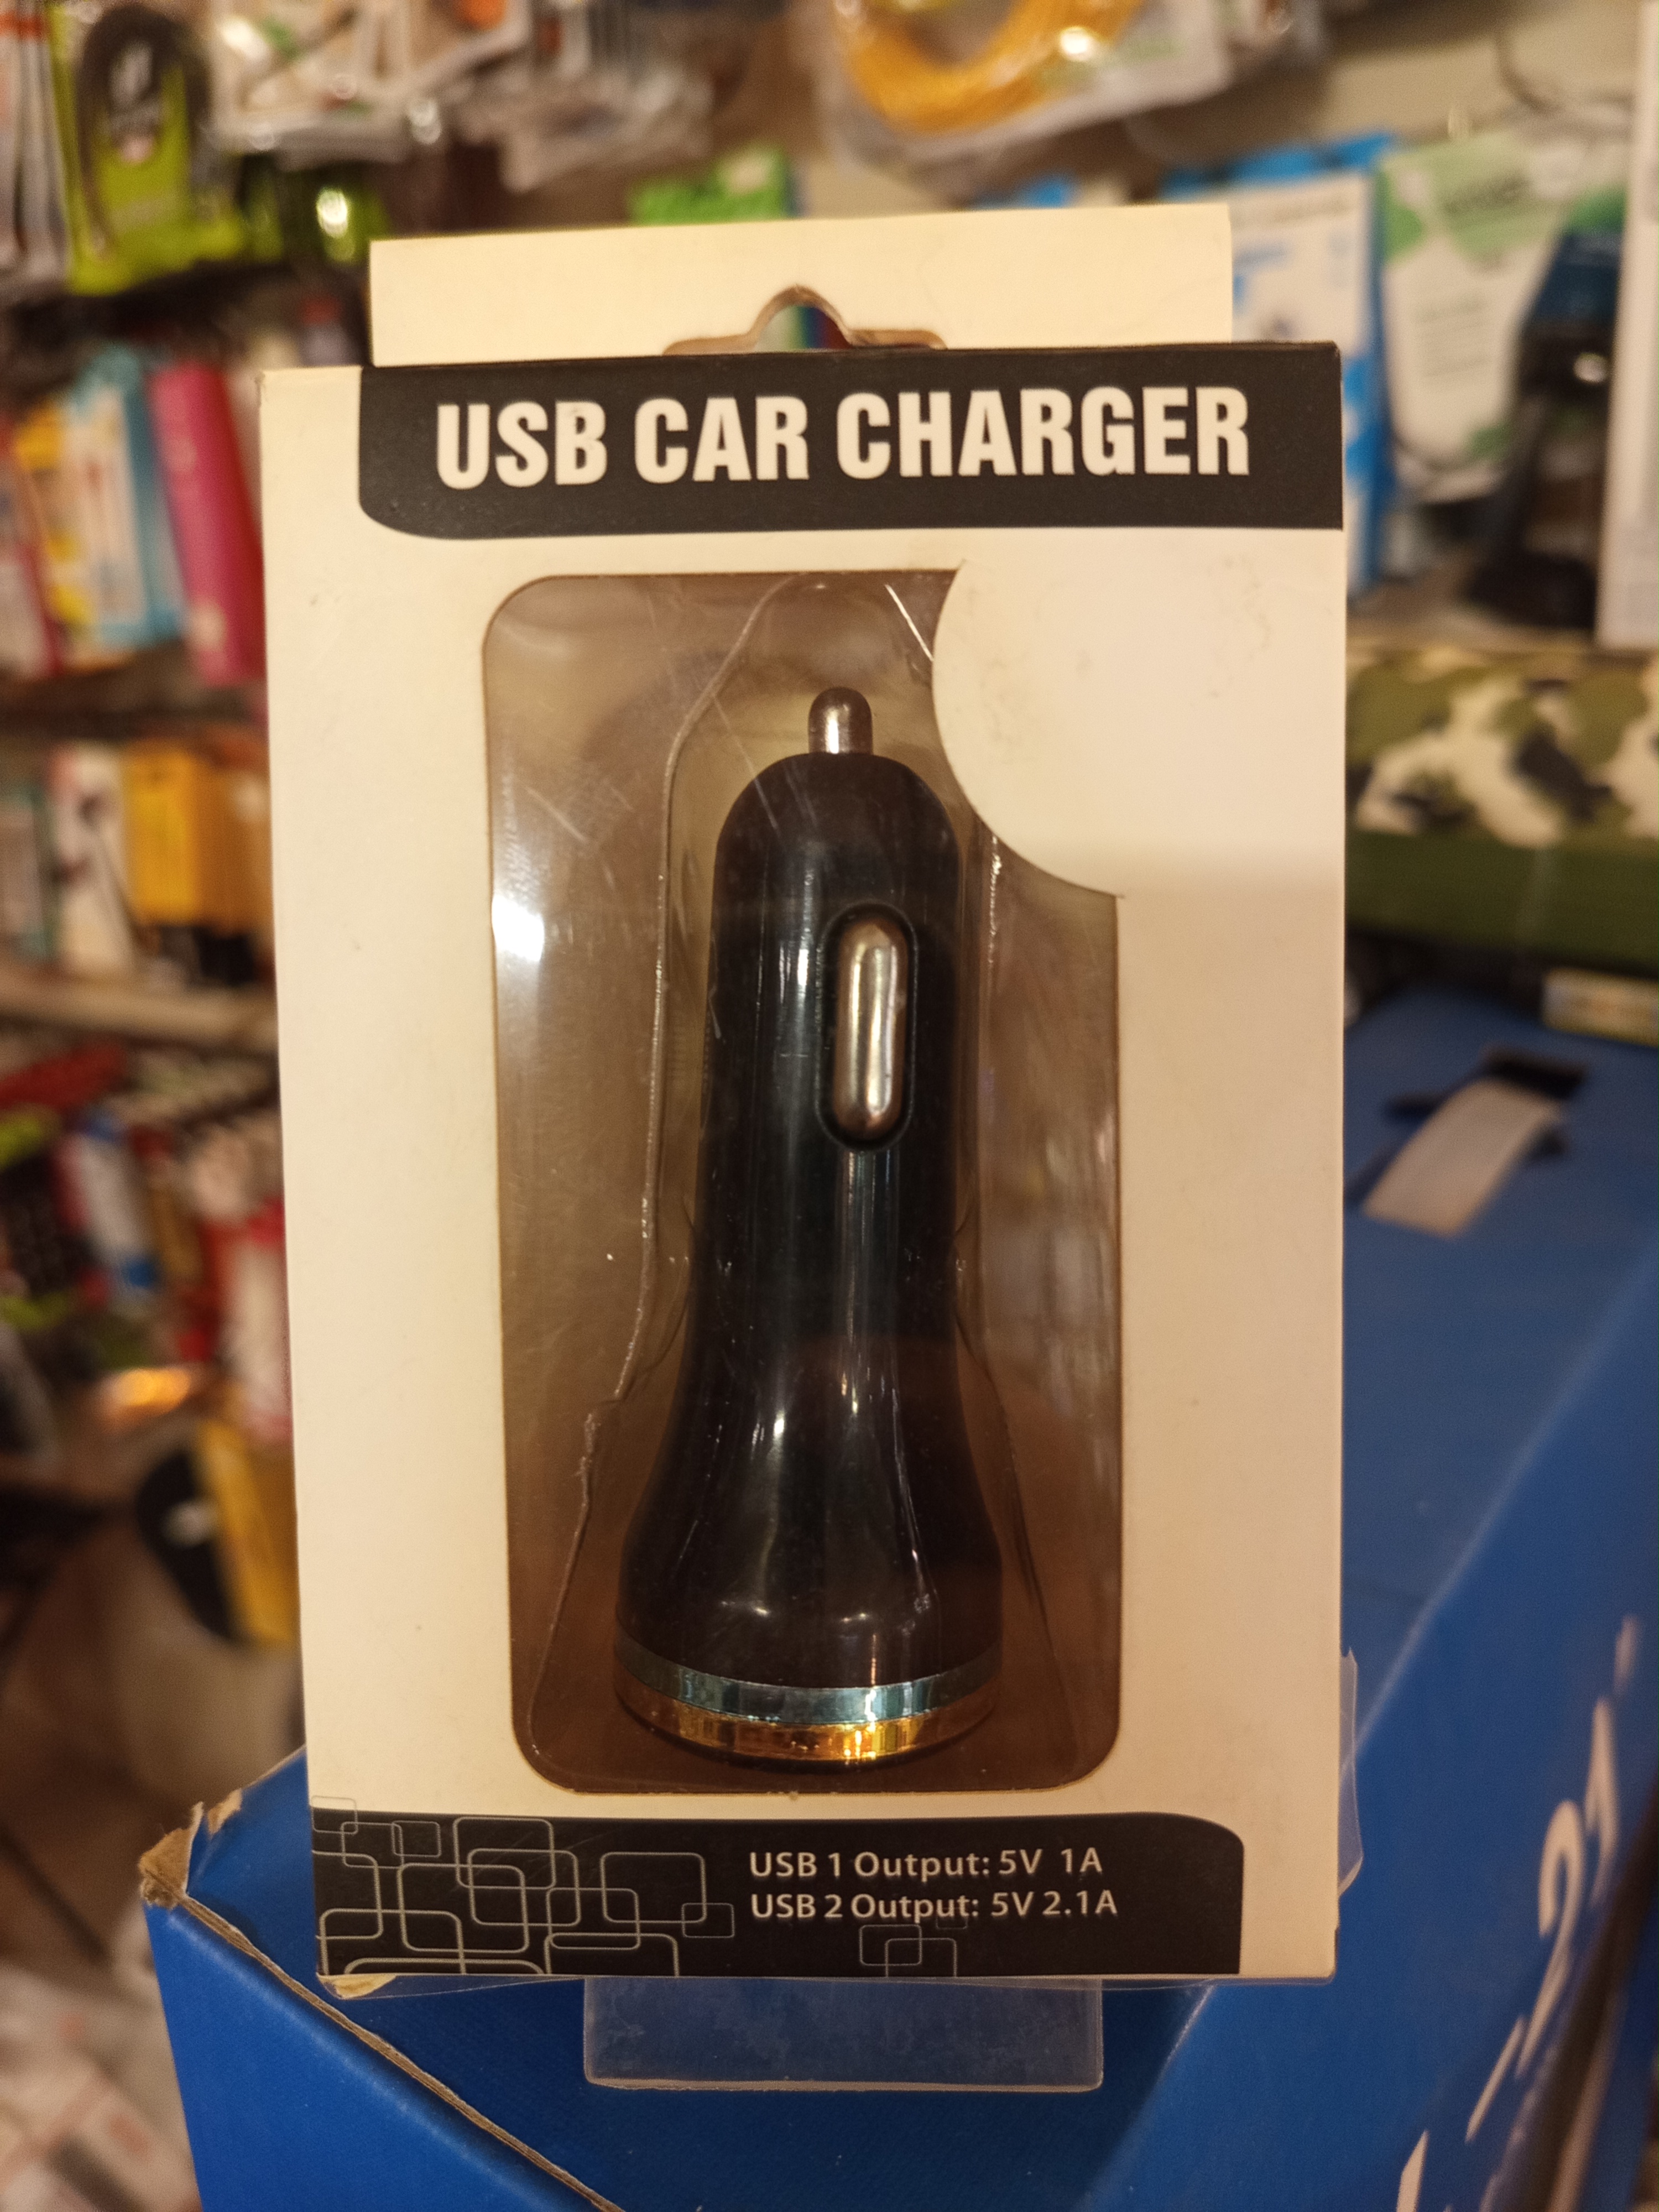 USB CAR CHARGER
USB 1 Output: 5V 1A
USB 2 Output: 5V 2.1A